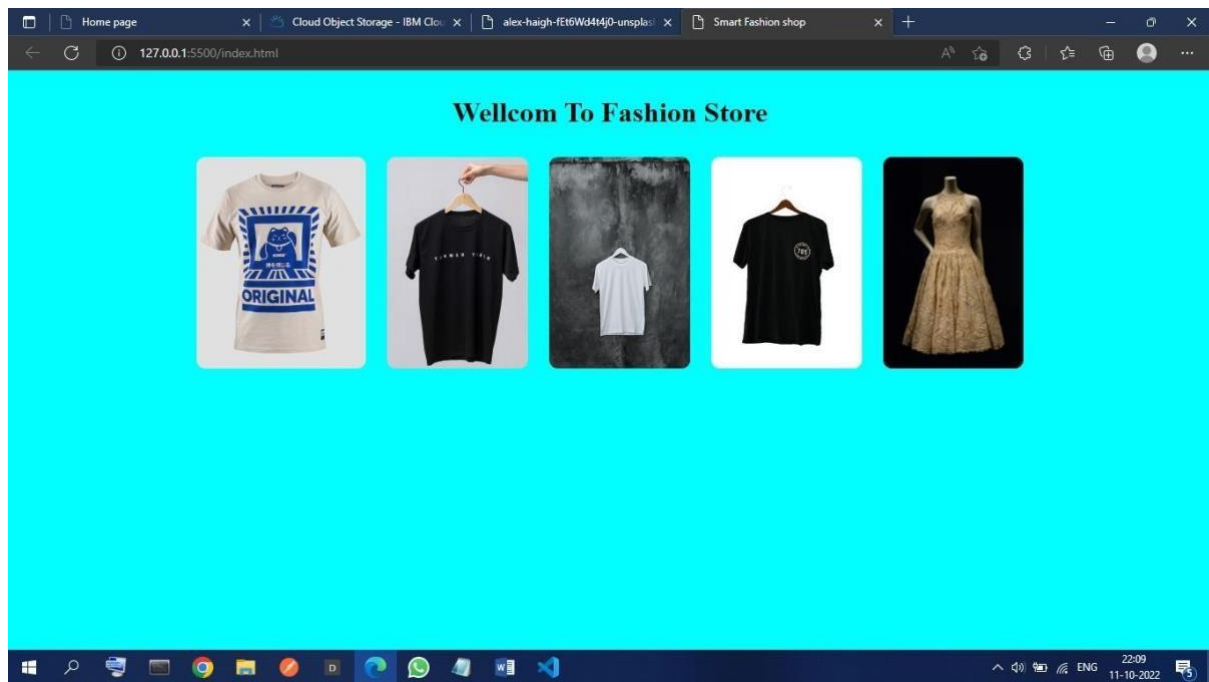 Home page
Cloud Object Storage - IBM Clou
alex-haigh-fEt6Wd4t4j0-unsplas
Smart Fashion shop
127.0.0.1:5500/index.html
Wellcom To Fashion Store
ORIGINAL
ENG
22:09
11-10-2022
5